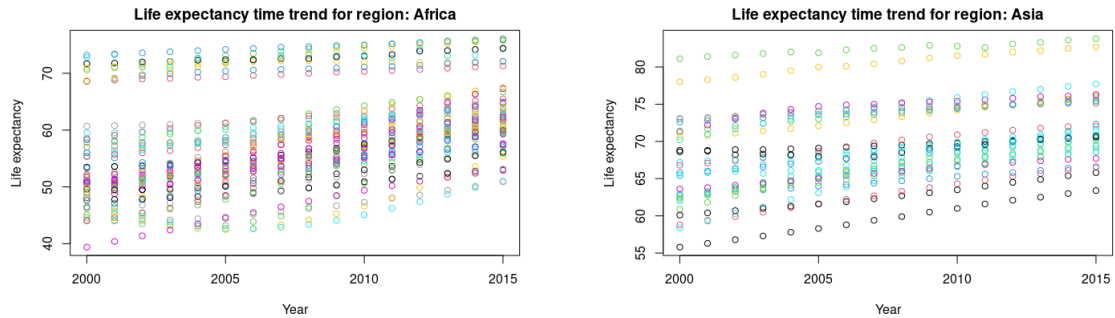 Life expectancy time trend for region: Africa
Life expectancy
70
60
50
40
2000 2005 2010 2015
Year
Life expectancy time trend for region: Asia
Life expectancy
80
75
70
65
60
55
2000 2005 2010 2015
Year